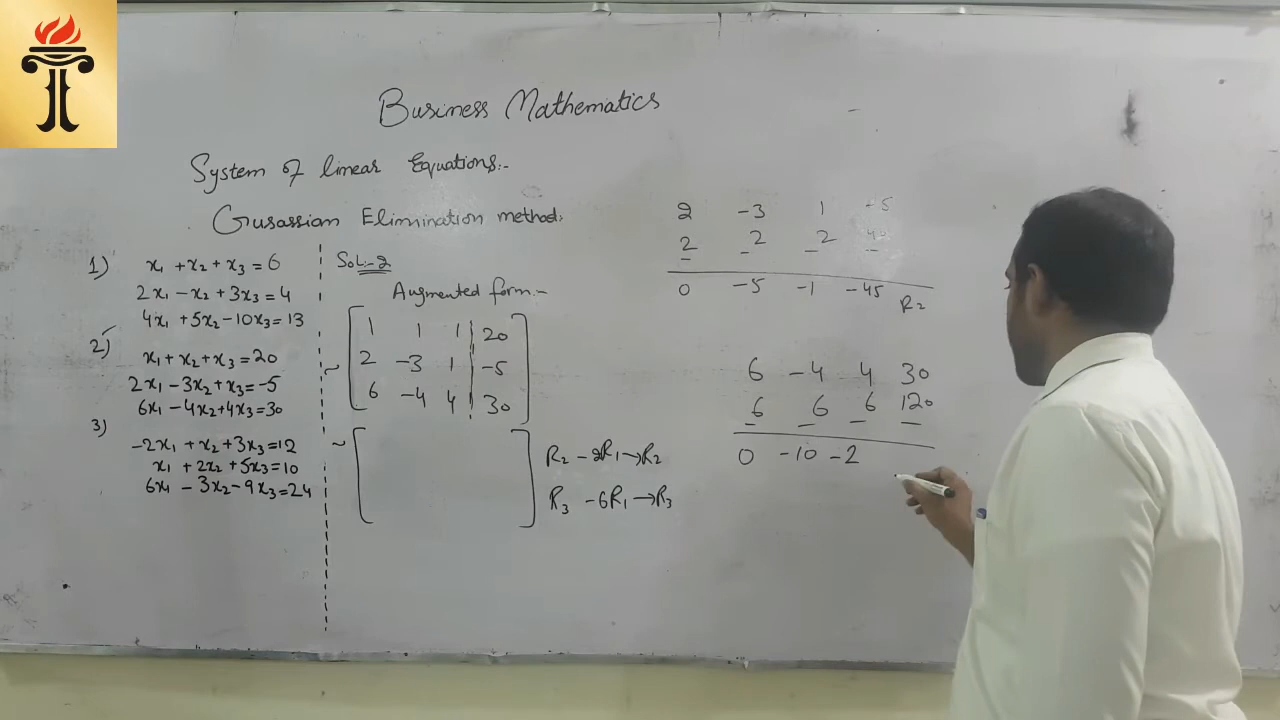 Business Mathematics
System of linear Equations:-
Gusassian Elimination method:
1) x₁ + x₂ + x₃ = 6
2x₁ - x₂ + 3x₃ = 4
4x₁ + 5x₂ - 10x₃ = 13
2) x₁ + x₂ + x₃ = 20
2x₁ - 3x₂ + x₃ = -5
6x₁ - 4x₂ + 4x₃ = 30
3) -2x₁ + x₂ + 3x₃ = 12
x₁ + 2x₂ + 5x₃ = 10
6x₁ - 3x₂ - 9x₃ = 24
Sol:-2
Augmented form:-
1 1 1 | 20
~ 2 -3 1 | -5
6 -4 4 | 30
~ R₂ - 2R₁ → R₂
R₃ - 6R₁ → R₃
2 -3 1 -5
2 2 2 40
- - - -
0 -5 -1 -45 R₂
6 -4 4 30
6 6 6 120
- - - -
0 -10 -2